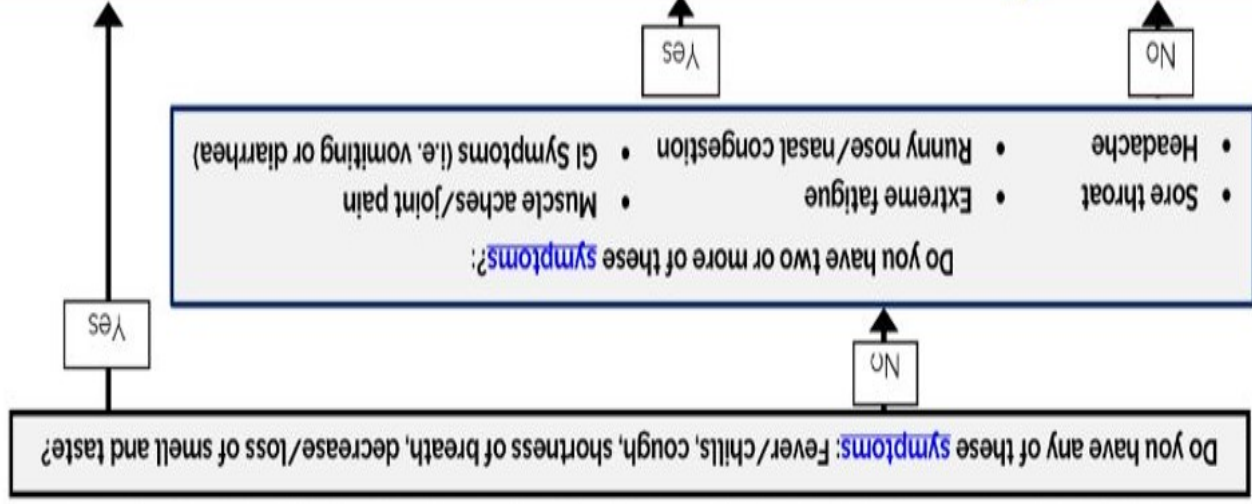 Do you have any of these symptoms: Fever/chills, cough, shortness of breath, decrease/loss of smell and taste?
No
Yes
Do you have two or more of these symptoms?:
• Sore throat
• Headache
• Extreme fatigue
• Runny nose/nasal congestion
• Muscle aches/joint pain
• GI Symptoms (i.e. vomiting or diarrhea)
No
Yes